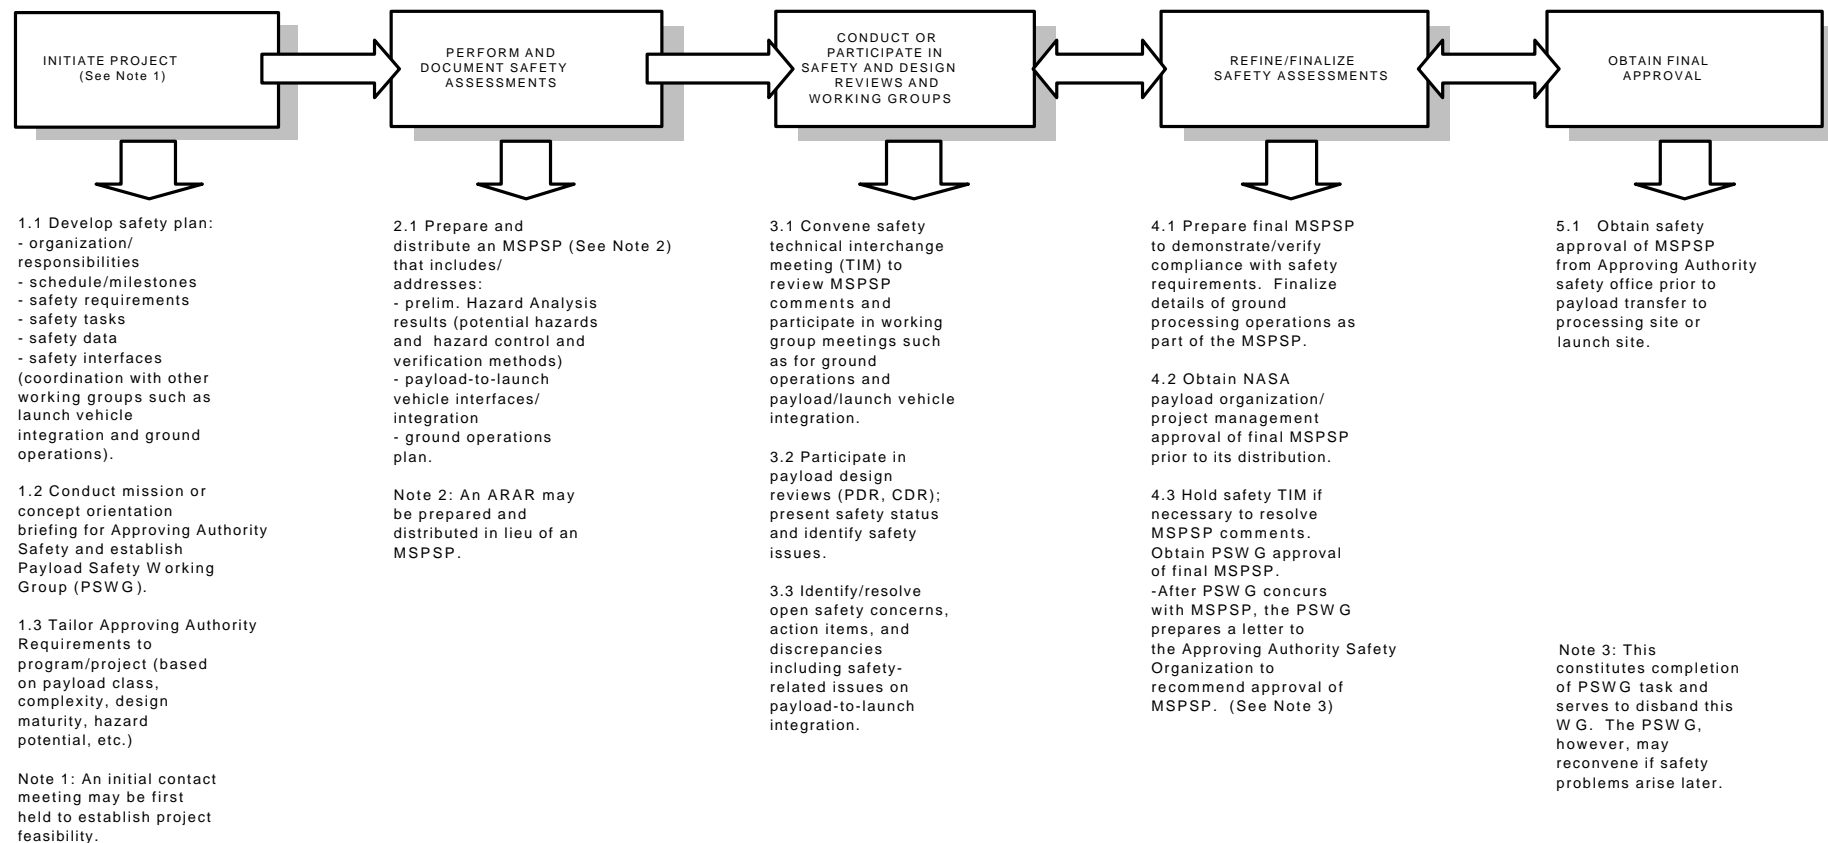 INITIATE PROJECT
(See Note 1)
PERFORM AND
DOCUMENT SAFETY
ASSESSMENTS
CONDUCT OR
PARTICIPATE IN
SAFETY AND DESIGN
REVIEWS AND
WORKING GROUPS
REFINE/FINALIZE
SAFETY ASSESSMENTS
OBTAIN FINAL
APPROVAL
1.1 Develop safety plan:
- organization/
responsibilities
- schedule/milestones
- safety requirements
- safety tasks
- safety data
- safety interfaces
(coordination with other
working groups such as
launch vehicle
integration and ground
operations).
1.2 Conduct mission or
concept orientation
briefing for Approving Authority
Safety and establish
Payload Safety Working
Group (PSWG).
1.3 Tailor Approving Authority
Requirements to
program/project (based
on payload class,
complexity, design
maturity, hazard
potential, etc.)
Note 1: An initial contact
meeting may be first
held to establish project
feasibility.
2.1 Prepare and
distribute an MSPSP (See Note 2)
that includes/
addresses:
- prelim. Hazard Analysis
results (potential hazards
and hazard control and
verification methods)
- payload-to-launch
vehicle interfaces/
integration
- ground operations
plan.
Note 2: An ARAR may
be prepared and
distributed in lieu of an
MSPSP.
3.1 Convene safety
technical interchange
meeting (TIM) to
review MSPSP
comments and
participate in working
group meetings such
as for ground
operations and
payload/launch vehicle
integration.
3.2 Participate in
payload design
reviews (PDR, CDR);
present safety status
and identify safety
issues.
3.3 Identify/resolve
open safety concerns,
action items, and
discrepancies
including safety-
related issues on
payload-to-launch
integration.
4.1 Prepare final MSPSP
to demonstrate/verify
compliance with safety
requirements. Finalize
details of ground
processing operations as
part of the MSPSP.
4.2 Obtain NASA
payload organization/
project management
approval of final MSPSP
prior to its distribution.
4.3 Hold safety TIM if
necessary to resolve
MSPSP comments.
Obtain PSWG approval
of final MSPSP.
-After PSWG concurs
with MSPSP, the PSWG
prepares a letter to
the Approving Authority Safety
Organization to
recommend approval of
MSPSP. (See Note 3)
5.1 Obtain safety
approval of MSPSP
from Approving Authority
safety office prior to
payload transfer to
processing site or
launch site.
Note 3: This
constitutes completion
of PSWG task and
serves to disband this
WG. The PSWG,
however, may
reconvene if safety
problems arise later.